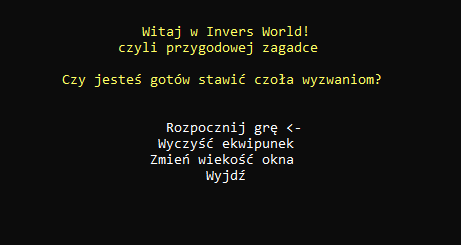 Witaj w Invers World!
czyli przygodowej zagadce
Czy jesteś gotów stawić czoła wyzwaniom?
Rozpocznij grę <-
Wyczyść ekwipunek
Zmień wiekość okna
Wyjdź